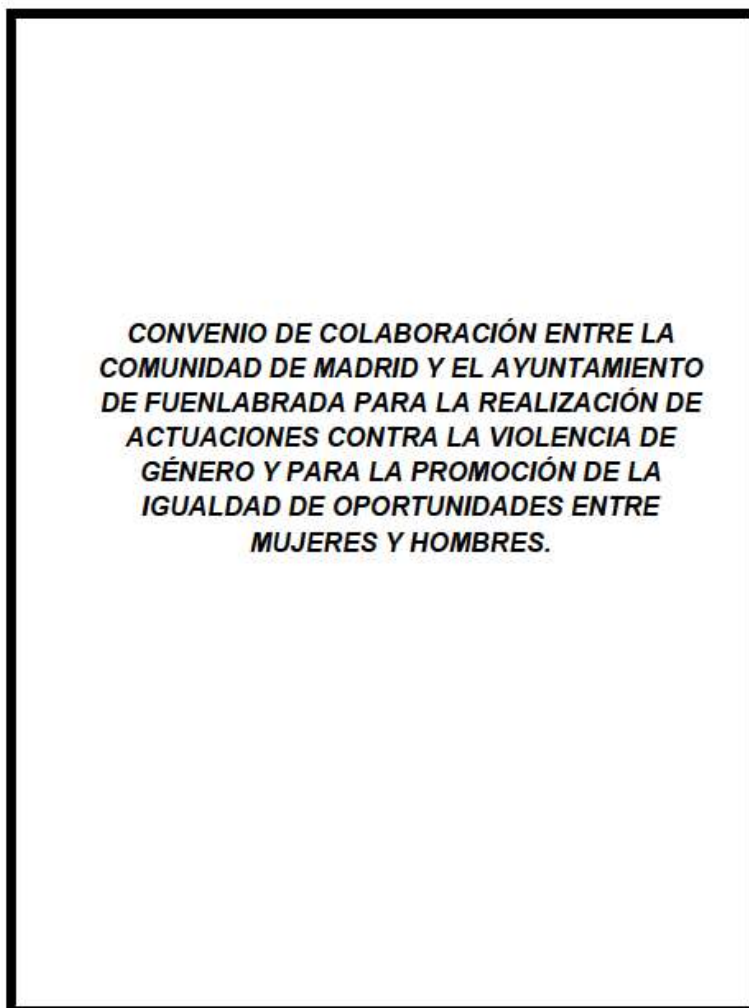 CONVENIO DE COLABORACIÓN ENTRE LA
COMUNIDAD DE MADRID Y EL AYUNTAMIENTO
DE FUENLABRADA PARA LA REALIZACIÓN DE
ACTUACIONES CONTRA LA VIOLENCIA DE
GÉNERO Y PARA LA PROMOCIÓN DE LA
IGUALDAD DE OPORTUNIDADES ENTRE
MUJERES Y HOMBRES.